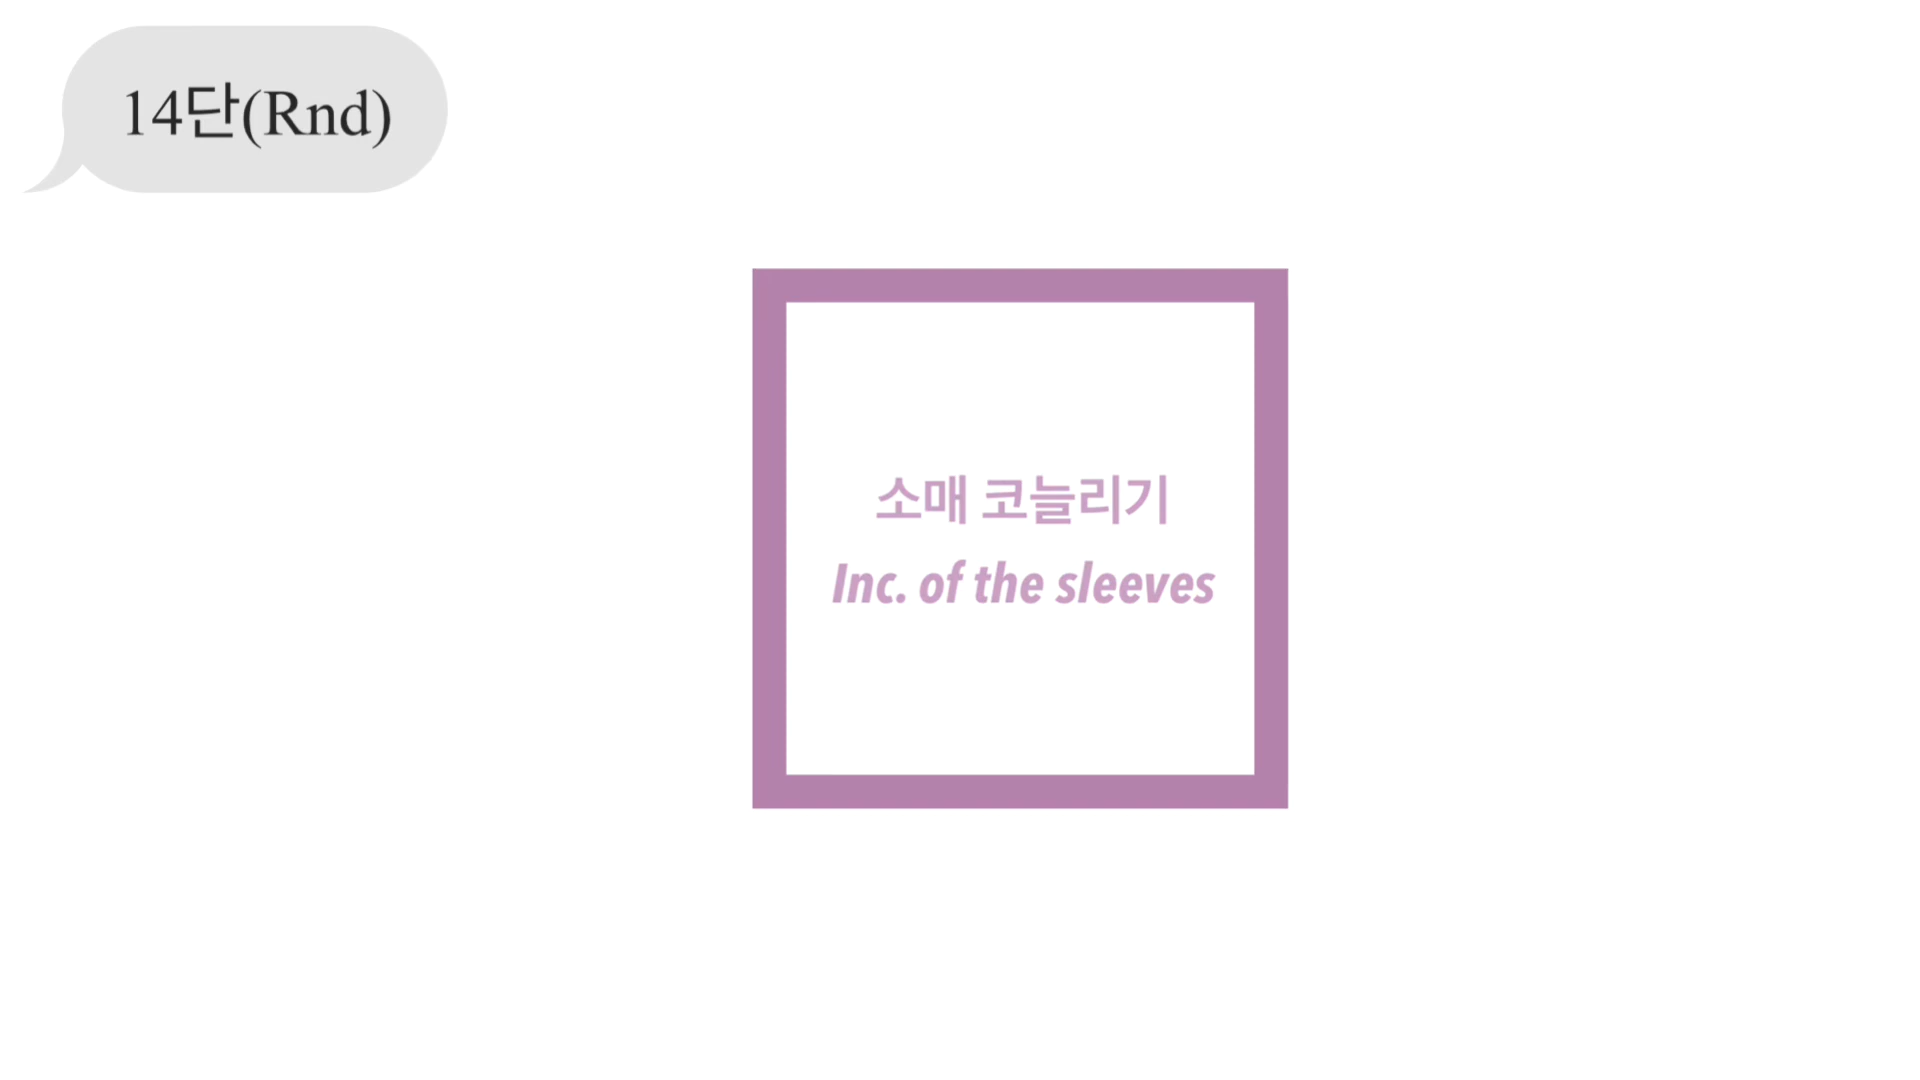 14단(Rnd)
소매 코늘리기
Inc. of the sleeves